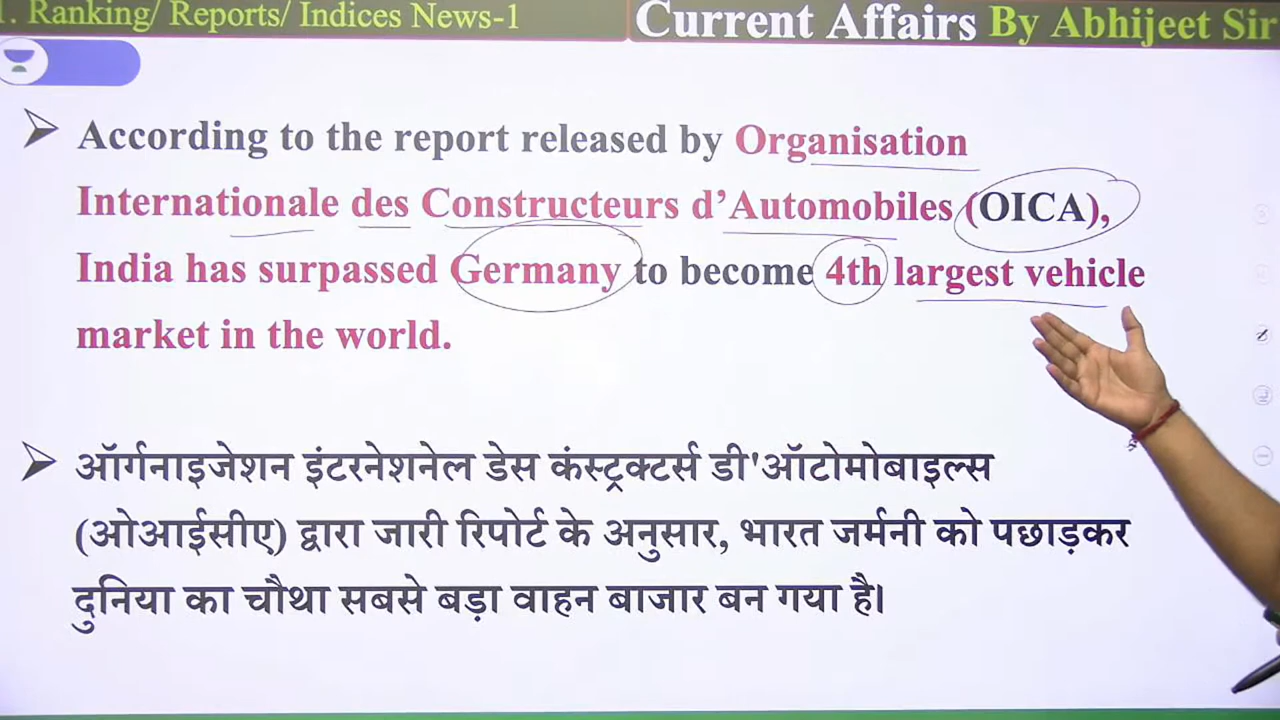 1. Ranking/ Reports/ Indices News-1
Current Affairs By Abhijeet Sir
According to the report released by Organisation
Internationale des Constructeurs d’Automobiles (OICA),
India has surpassed Germany to become 4th largest vehicle
market in the world.
ऑर्गनाइजेशन इंटरनेशनेल डेस कंस्ट्रक्टर्स डी'ऑटोमोबाइल्स
(ओआईसीए) द्वारा जारी रिपोर्ट के अनुसार, भारत जर्मनी को पछाड़कर
दुनिया का चौथा सबसे बड़ा वाहन बाजार बन गया है।